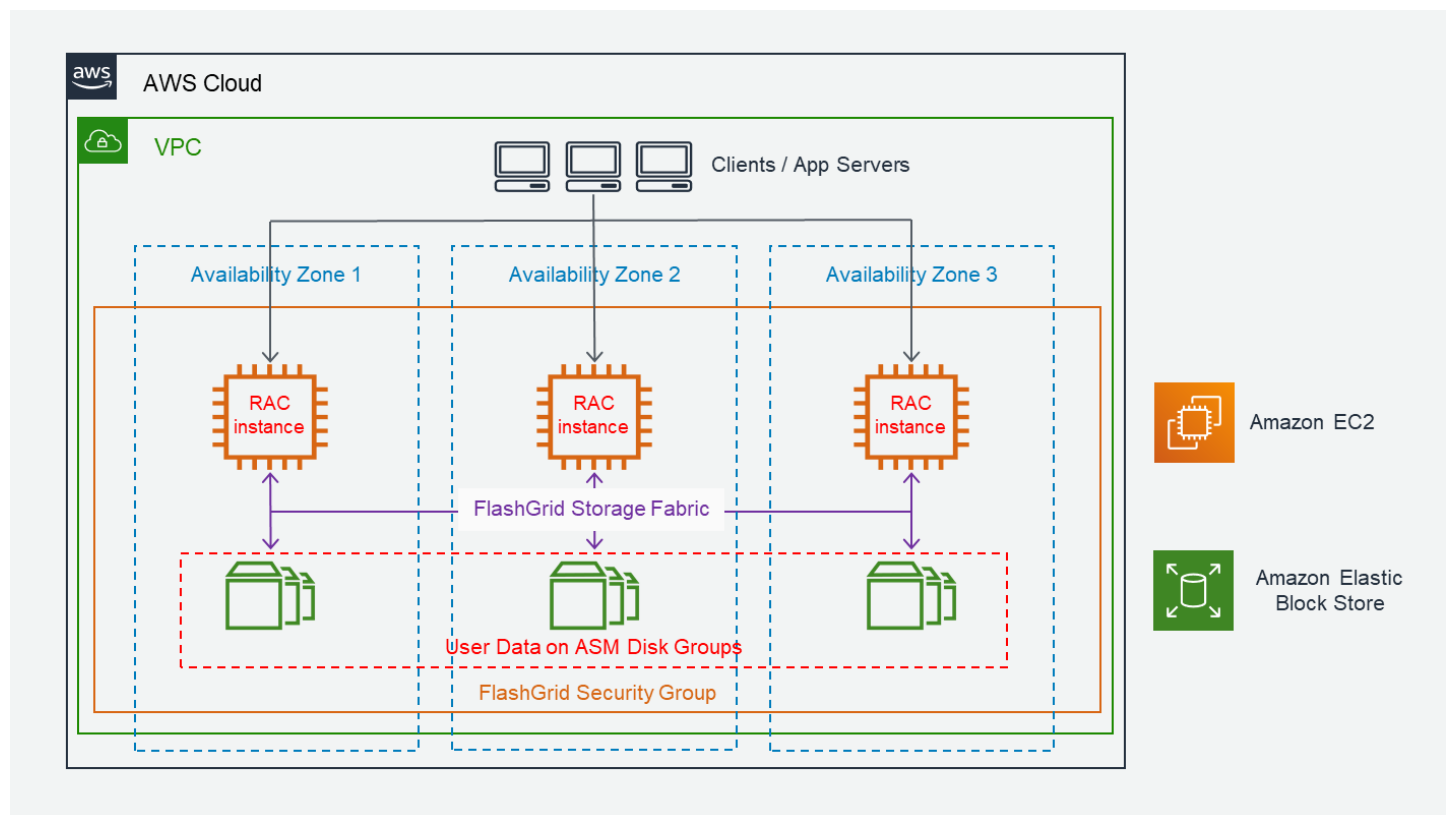 aws
AWS Cloud
VPC
Clients / App Servers
Availability Zone 1
Availability Zone 2
Availability Zone 3
RAC
instance
RAC
instance
RAC
instance
Amazon EC2
FlashGrid Storage Fabric
Amazon Elastic
Block Store
User Data on ASM Disk Groups
FlashGrid Security Group